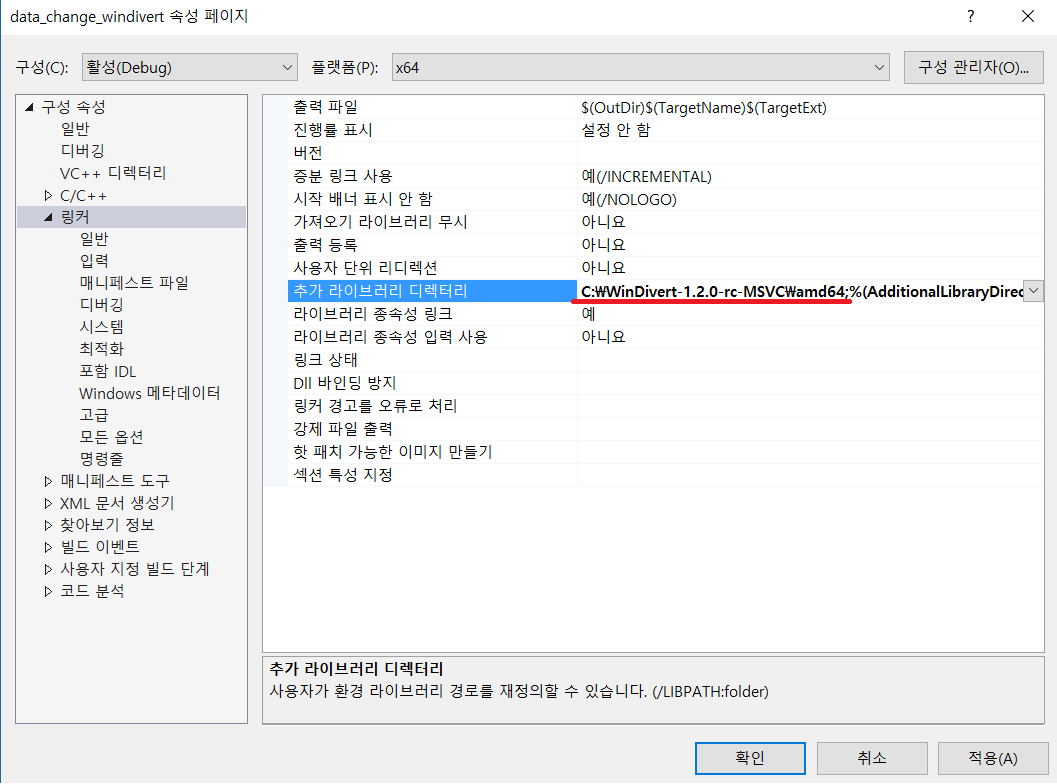 data_change_windivert 속성 페이지
?
구성(C):
활성(Debug)
플랫폼(P):
x64
구성 관리자(O)...
구성 속성
일반
디버깅
VC++ 디렉터리
C/C++
링커
일반
입력
매니페스트 파일
디버깅
시스템
최적화
포함 IDL
Windows 메타데이터
고급
모든 옵션
명령줄
매니페스트 도구
XML 문서 생성기
찾아보기 정보
빌드 이벤트
사용자 지정 빌드 단계
코드 분석
출력 파일 $(OutDir)$(TargetName)$(TargetExt)
진행률 표시 설정 안 함
버전
증분 링크 사용 예(/INCREMENTAL)
시작 배너 표시 안 함 예(/NOLOGO)
가져오기 라이브러리 무시 아니요
출력 등록 아니요
사용자 단위 리디렉션 아니요
추가 라이브러리 디렉터리 C:₩WinDivert-1.2.0-rc-MSVC₩amd64;%(AdditionalLibraryDirec
라이브러리 종속성 링크 예
라이브러리 종속성 입력 사용 아니요
링크 상태
Dll 바인딩 방지
링커 경고를 오류로 처리
강제 파일 출력
핫 패치 가능한 이미지 만들기
섹션 특성 지정
추가 라이브러리 디렉터리
사용자가 환경 라이브러리 경로를 재정의할 수 있습니다. (/LIBPATH:folder)
확인
취소
적용(A)